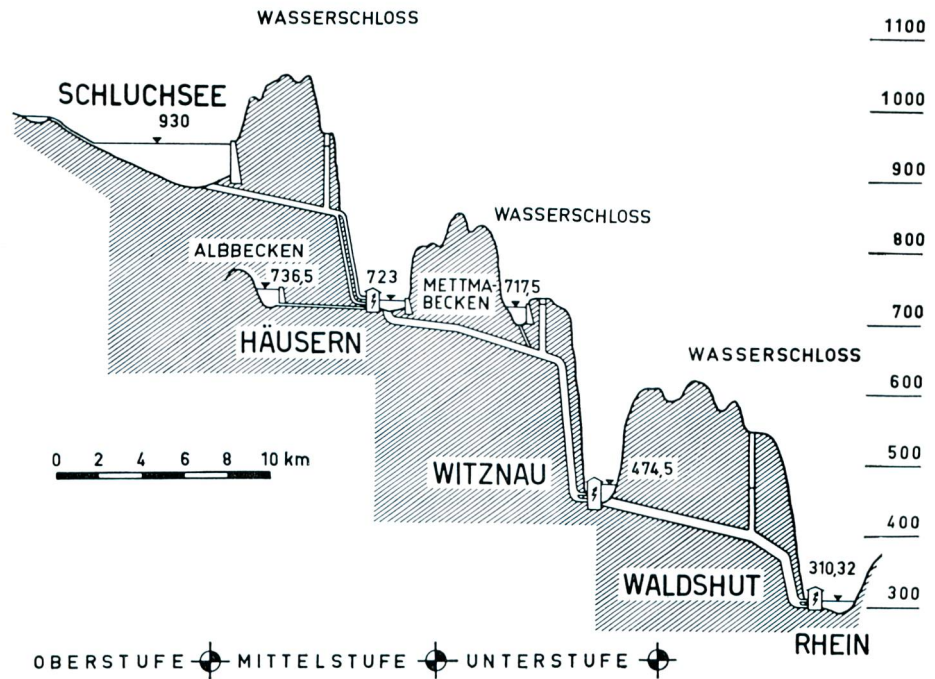 WASSERSCHLOSS
1100
SCHLUCHSEE
930
1000
900
WASSERSCHLOSS
ALBBECKEN
800
736,5
723
METTMA-
BECKEN
717,5
700
HÄUSERN
WASSERSCHLOSS
600
0 2 4 6 8 10 km
500
WITZNAU
474,5
400
WALDSHUT
310,32
300
RHEIN
OBERSTUFE MITTELSTUFE UNTERSTUFE